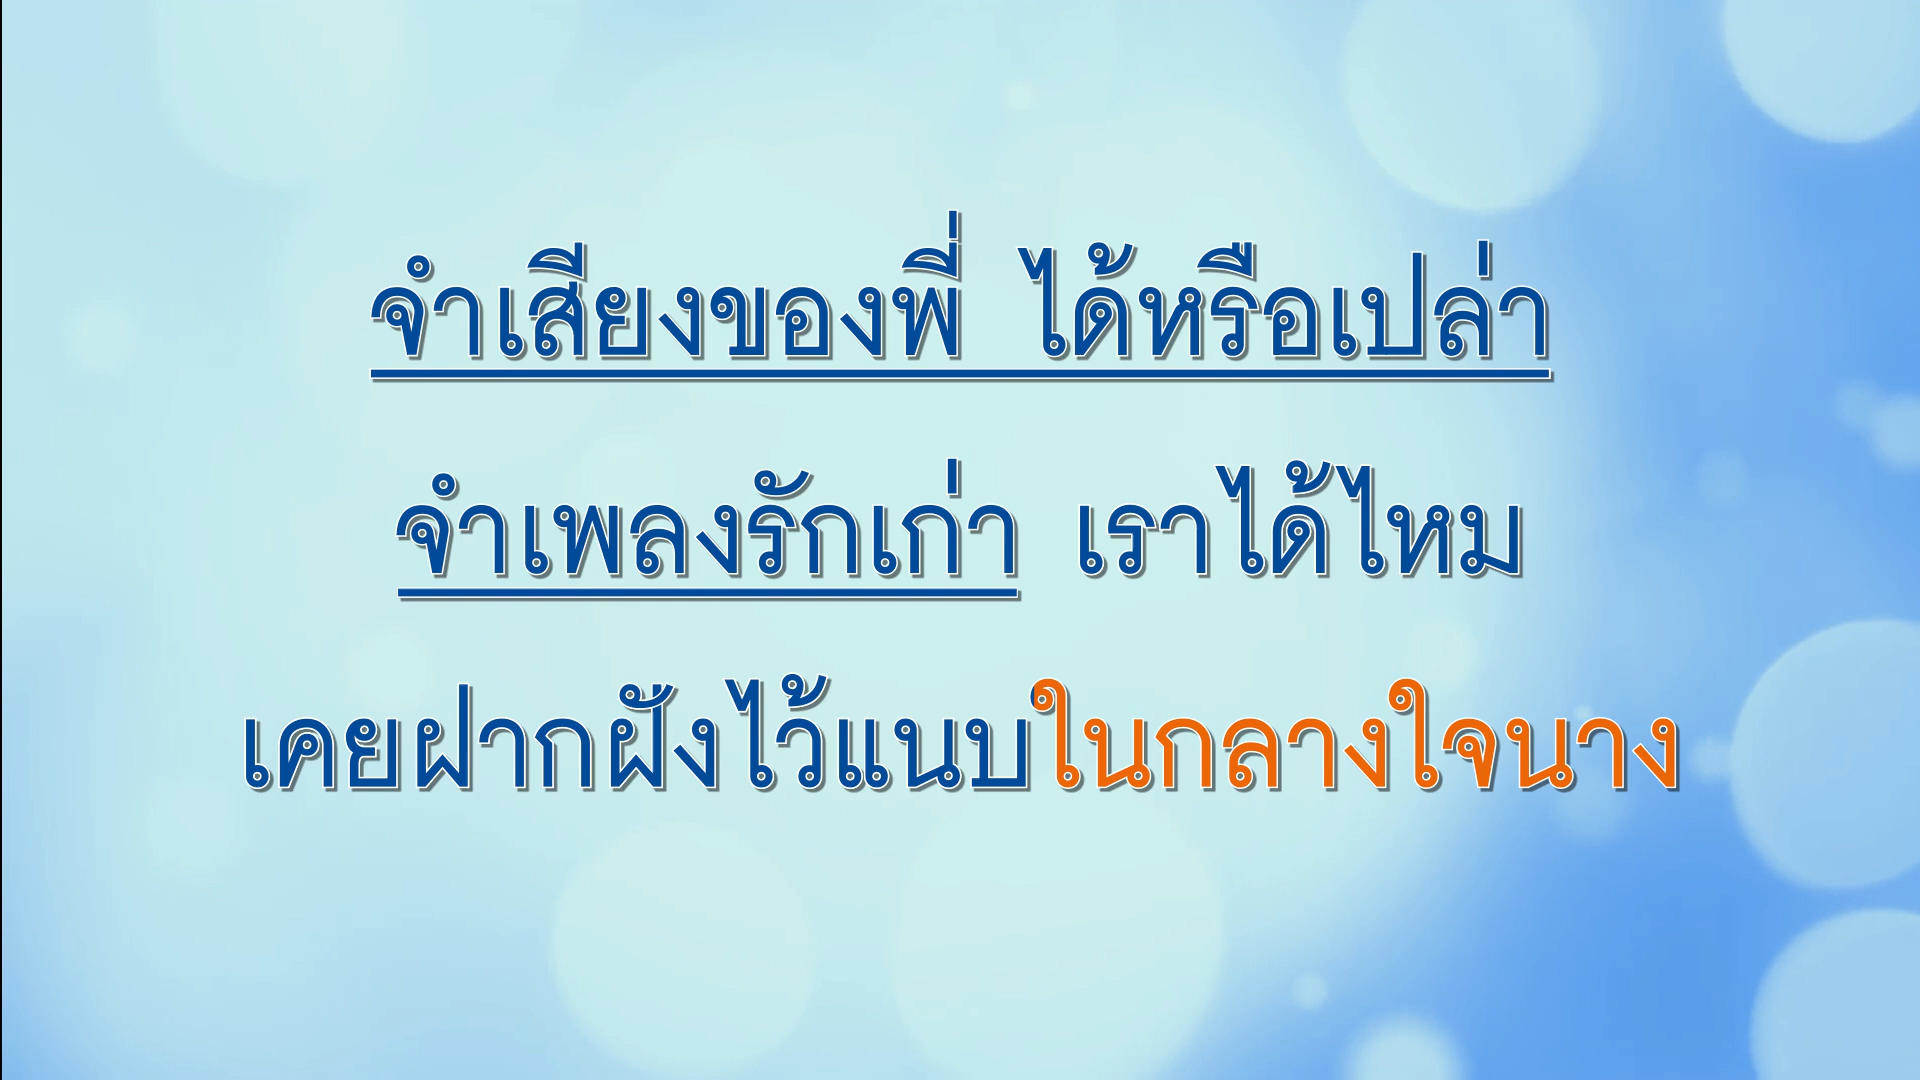 จำเสียงของพี่ ได้หรือเปล่า
จำเพลงรักเก่า เราได้ไหม
เคยฝากฝังไว้แนบในกลางใจนาง